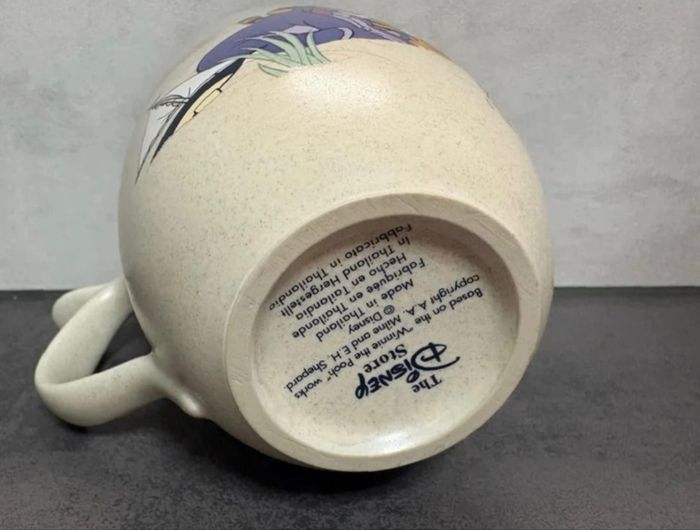 The
DISNEY
Store
Based on the "Winnie the Pooh" works
copyright A.A. Milne and E.H. Shepard.
© Disney
Made in Thailand
Fabriquée en Thaïlande
Hecho en Tailandia
In Thailand Hergestellt
Fabbricato in Thailandia